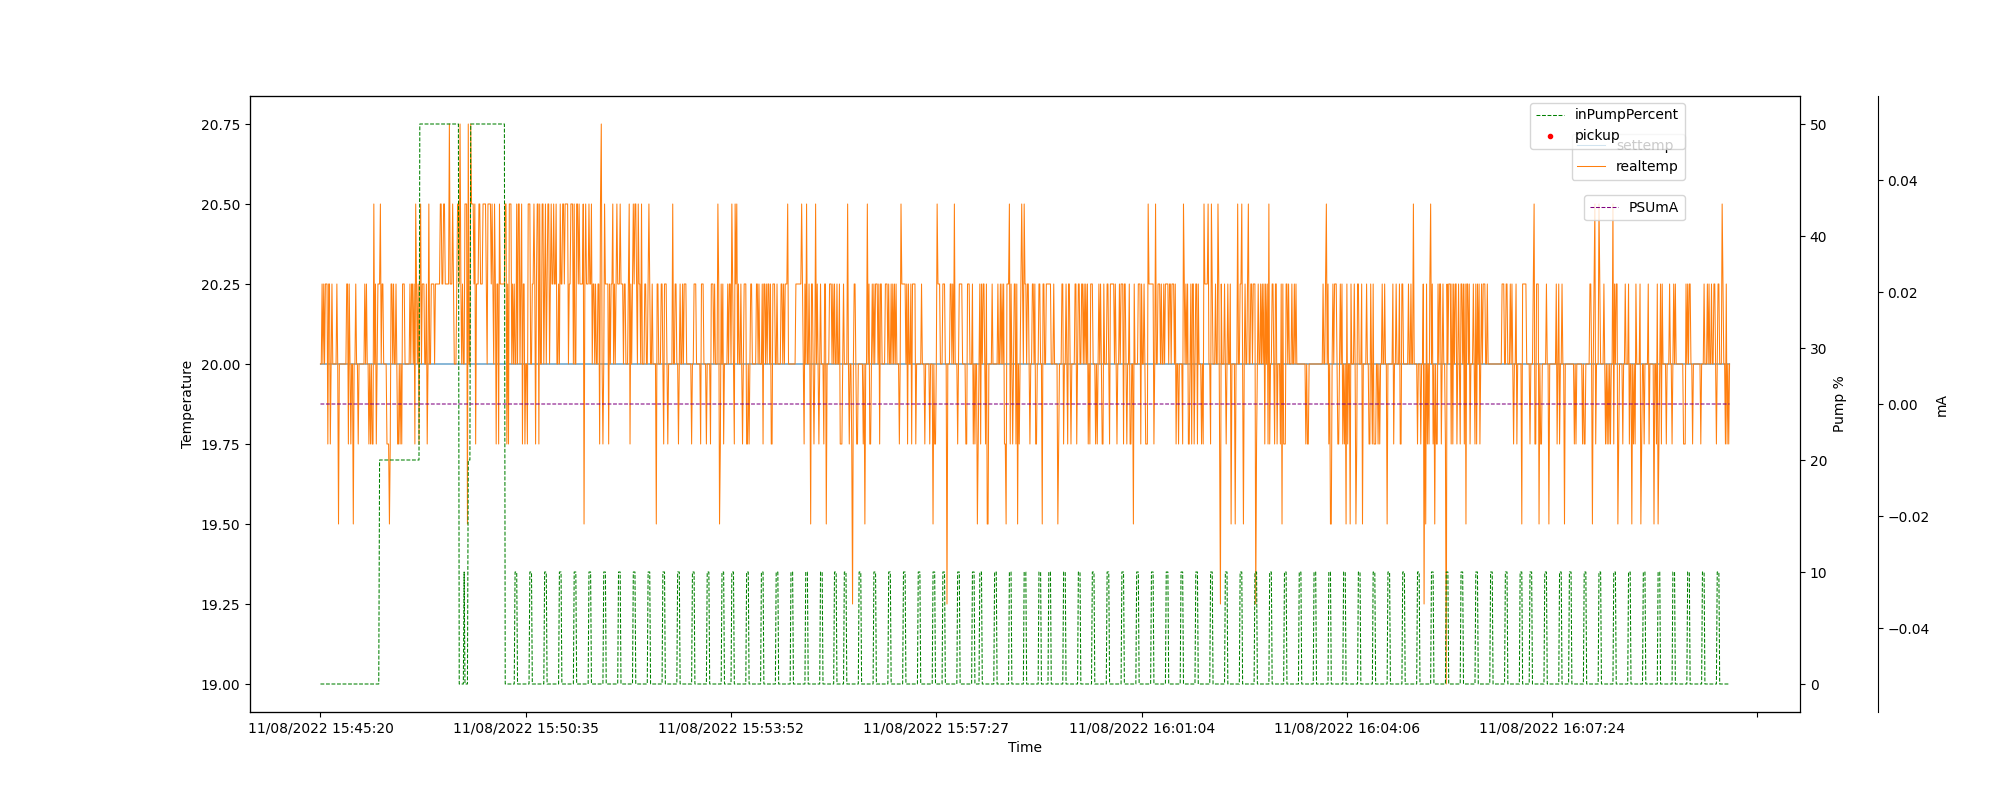 inPumpPercent
pickup
settemp
realtemp
PSUmA
20.75
20.50
20.25
20.00
19.75
19.50
19.25
19.00
Temperature
50
40
30
20
10
0
Pump %
0.04
0.02
0.00
−0.02
−0.04
mA
11/08/2022 15:45:20
11/08/2022 15:50:35
11/08/2022 15:53:52
11/08/2022 15:57:27
11/08/2022 16:01:04
11/08/2022 16:04:06
11/08/2022 16:07:24
Time